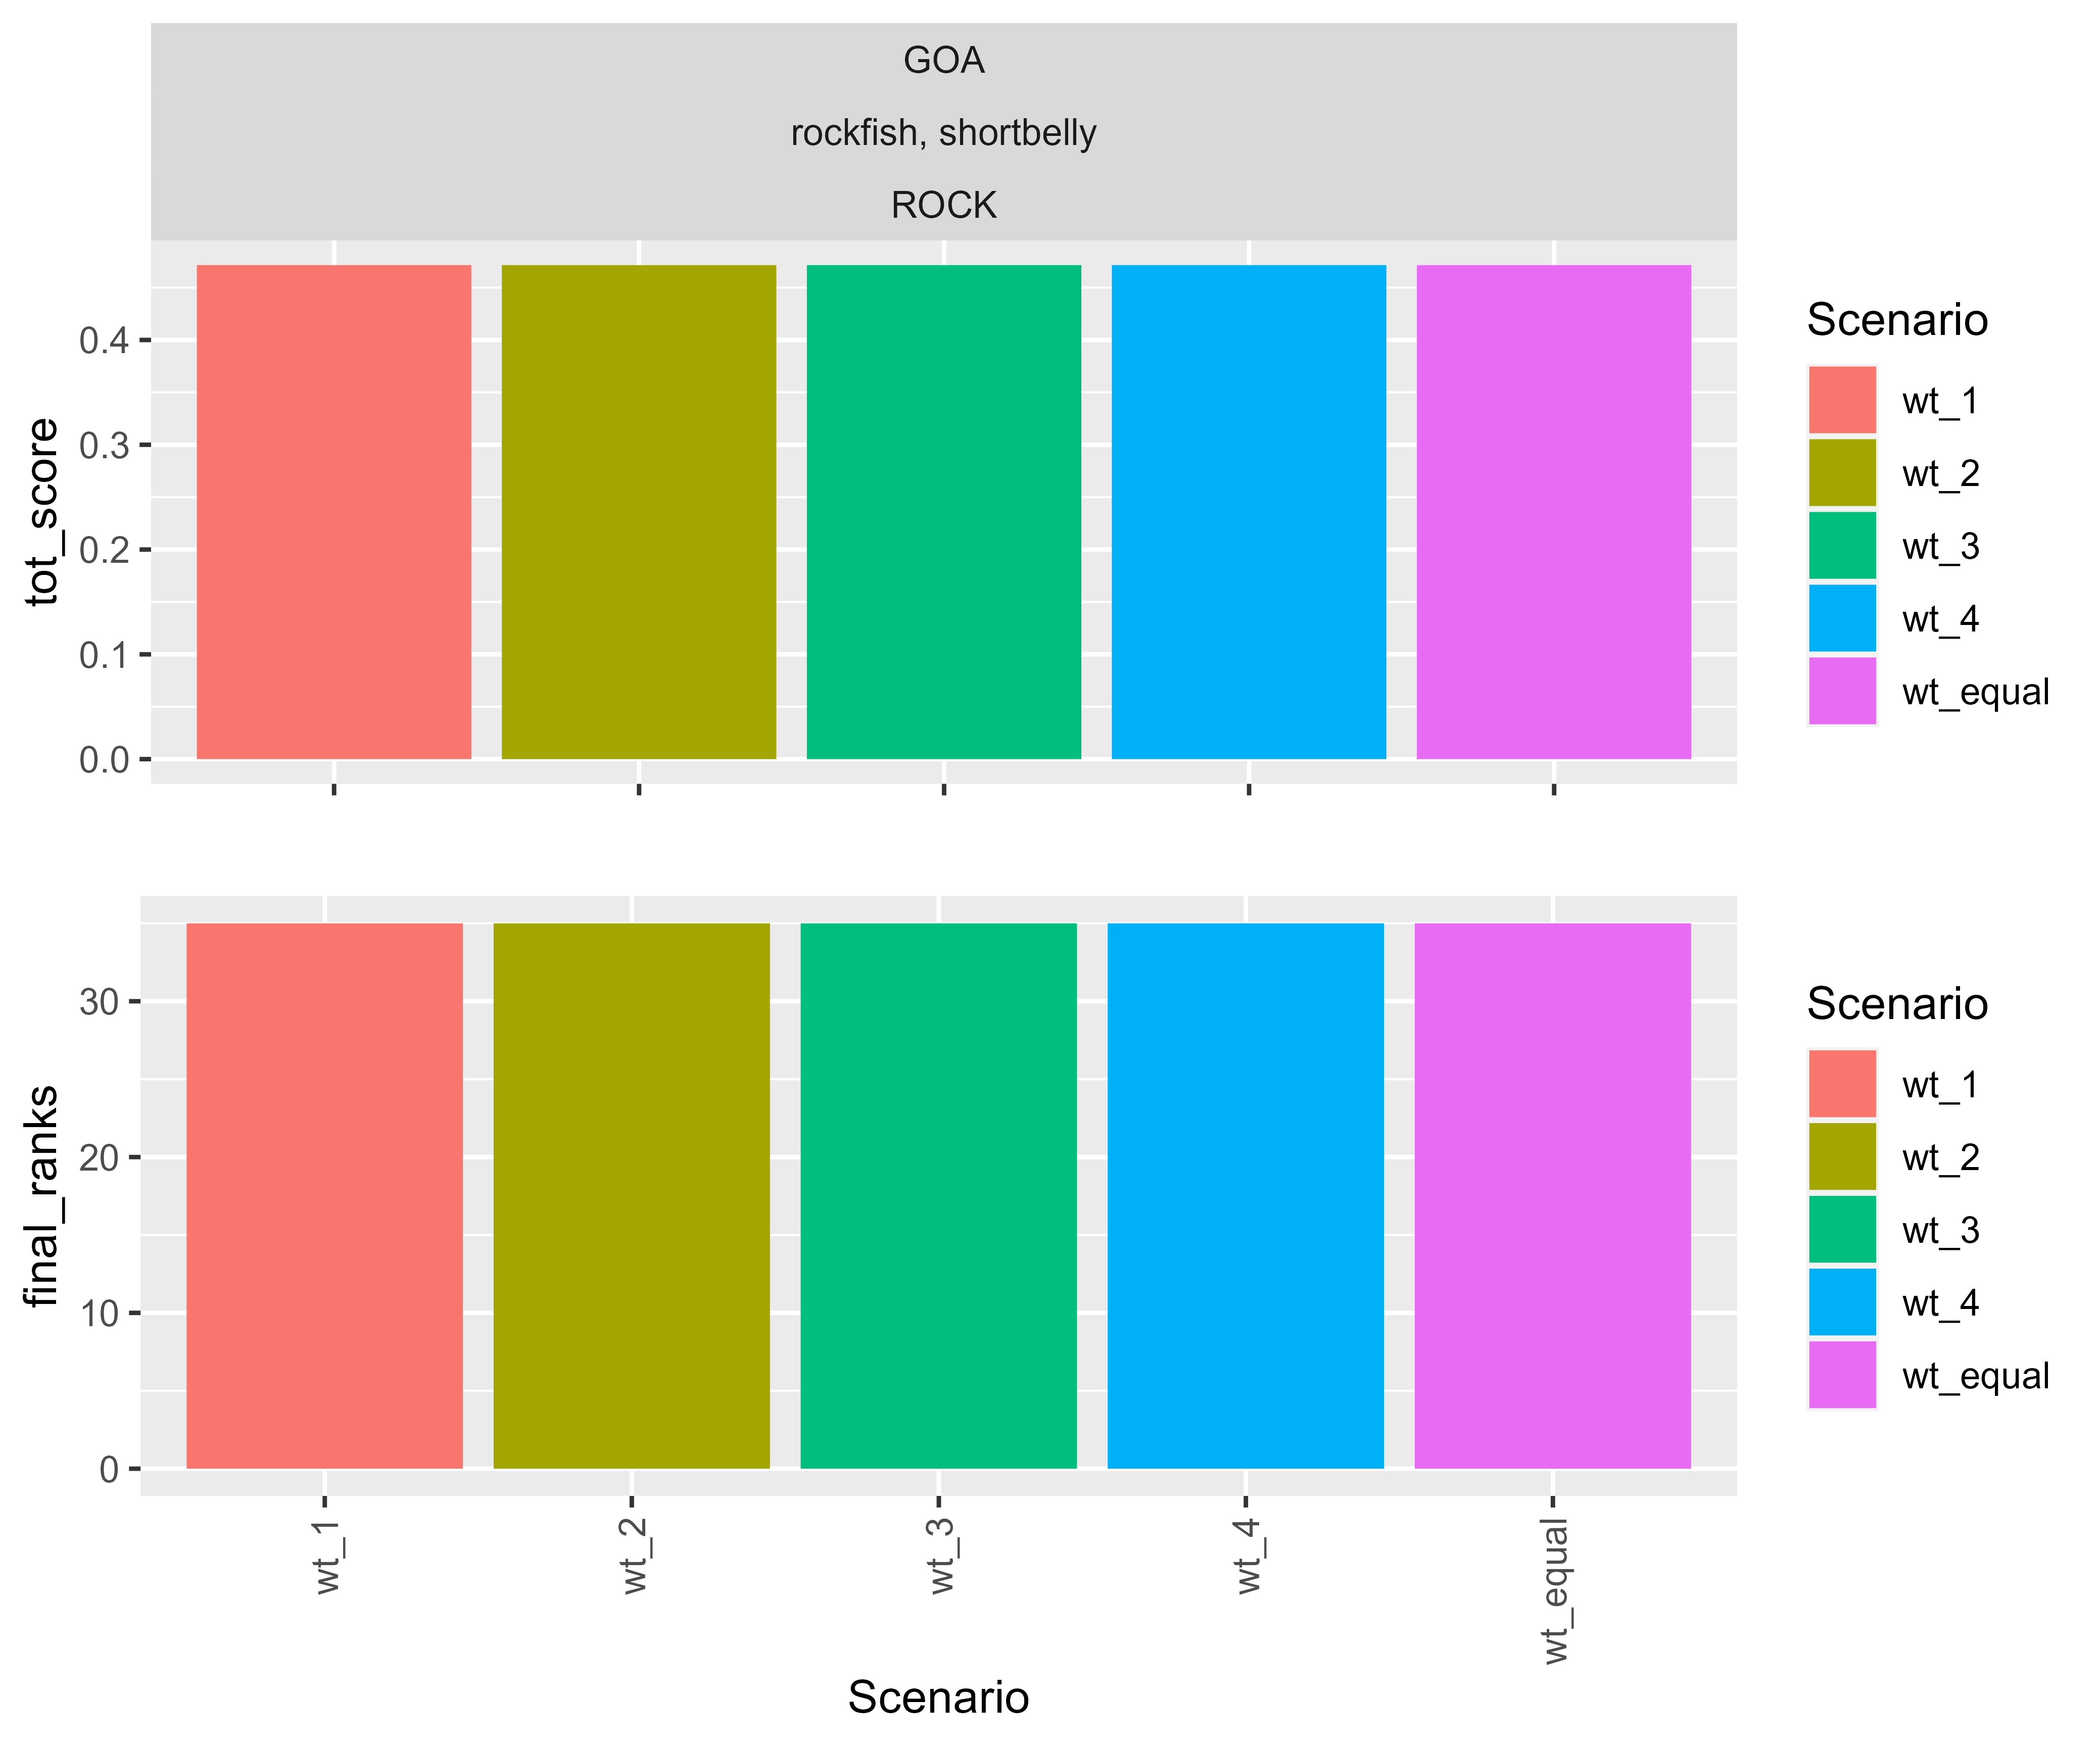 GOA
rockfish, shortbelly
ROCK
tot_score
0.4
0.3
0.2
0.1
0.0
Scenario
wt_1
wt_2
wt_3
wt_4
wt_equal
final_ranks
30
20
10
0
wt_1
wt_2
wt_3
wt_4
wt_equal
Scenario
Scenario
wt_1
wt_2
wt_3
wt_4
wt_equal